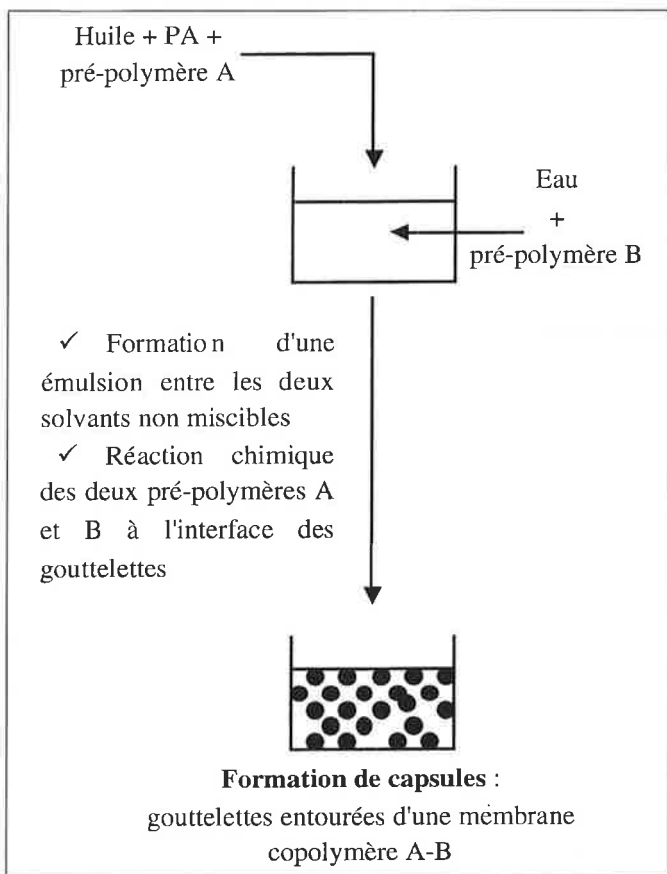 Huile + PA +
pré-polymère A
Eau
+
pré-polymère B
✓ Formation d'une
émulsion entre les deux
solvants non miscibles
✓ Réaction chimique
des deux pré-polymères A
et B à l'interface des
gouttelettes
Formation de capsules :
gouttelettes entourées d'une membrane
copolymère A-B